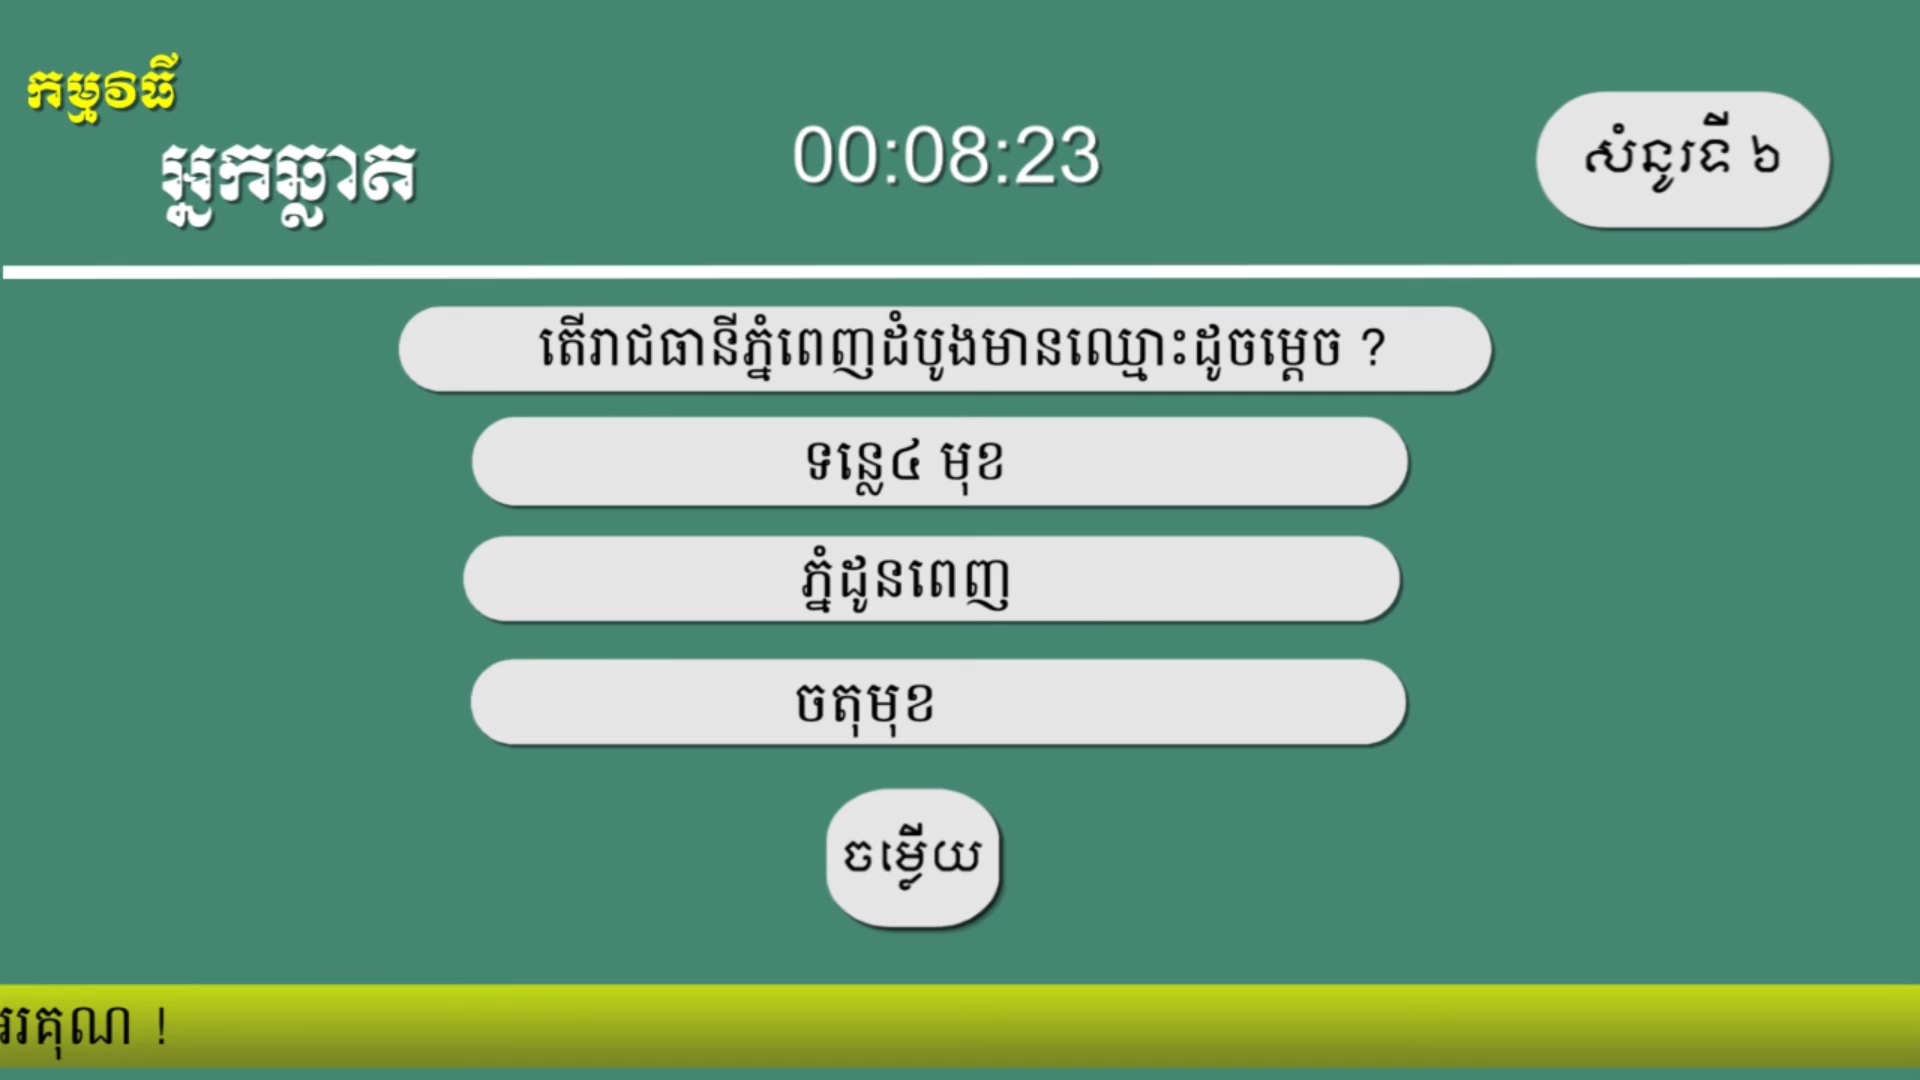 កម្មវិធី
អ្នកឆ្លាត
00:08:23
សំនូរទី ៦
តើរាជធានីភ្នំពេញដំបូងមានឈ្មោះដូចម្តេច ?
ទន្លេ៤ មុខ
ភ្នំដូនពេញ
ចតុមុខ
ចម្លើយ
អរគុណ !